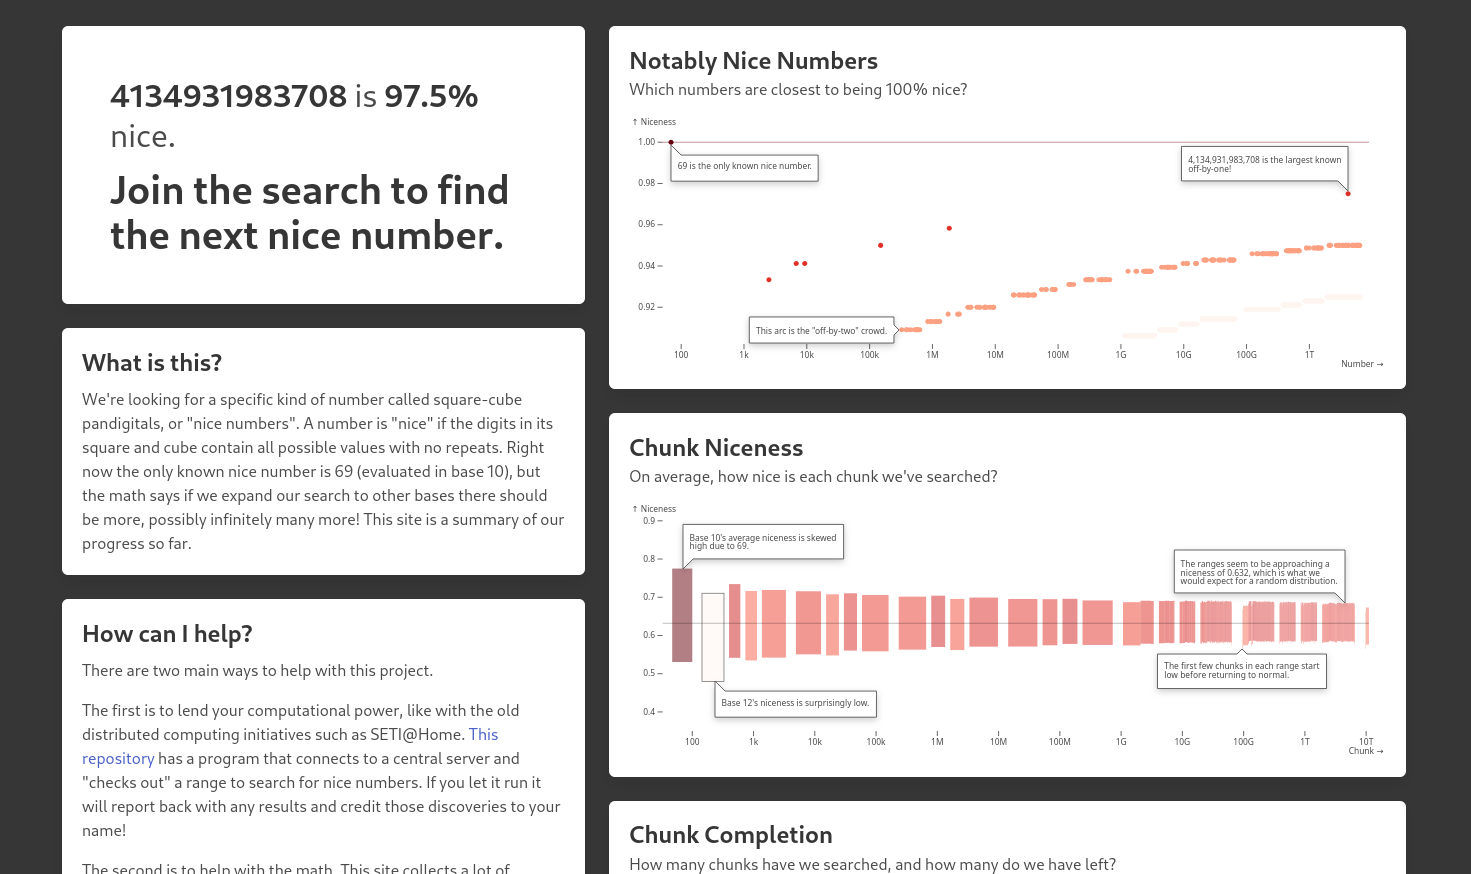 4134931983708 is 97.5%
nice.
Join the search to find
the next nice number.
What is this?
We're looking for a specific kind of number called square-cube
pandigitals, or "nice numbers". A number is "nice" if the digits in its
square and cube contain all possible values with no repeats. Right
now the only known nice number is 69 (evaluated in base 10), but
the math says if we expand our search to other bases there should
be more, possibly infinitely many more! This site is a summary of our
progress so far.
How can I help?
There are two main ways to help with this project.
The first is to lend your computational power, like with the old
distributed computing initiatives such as SETI@Home. This
repository has a program that connects to a central server and
"checks out" a range to search for nice numbers. If you let it run it
will report back with any results and credit those discoveries to your
name!
The second is to help with the math. This site collects a lot of
Notably Nice Numbers
Which numbers are closest to being 100% nice?
↑ Niceness
1.00
69 is the only known nice number.
4,134,931,983,708 is the largest known
off-by-one!
0.98
0.96
0.94
0.92
This arc is the "off-by-two" crowd.
100 1k 10k 100k 1M 10M 100M 1G 10G 100G 1T
Number →
Chunk Niceness
On average, how nice is each chunk we've searched?
↑ Niceness
0.9
Base 10's average niceness is skewed
high due to 69.
0.8
The ranges seem to be approaching a
niceness of 0.632, which is what we
would expect for a random distribution.
0.7
0.6
The first few chunks in each range start
low before returning to normal.
0.5
Base 12's niceness is surprisingly low.
0.4
100 1k 10k 100k 1M 10M 100M 1G 10G 100G 1T 10T
Chunk →
Chunk Completion
How many chunks have we searched, and how many do we have left?